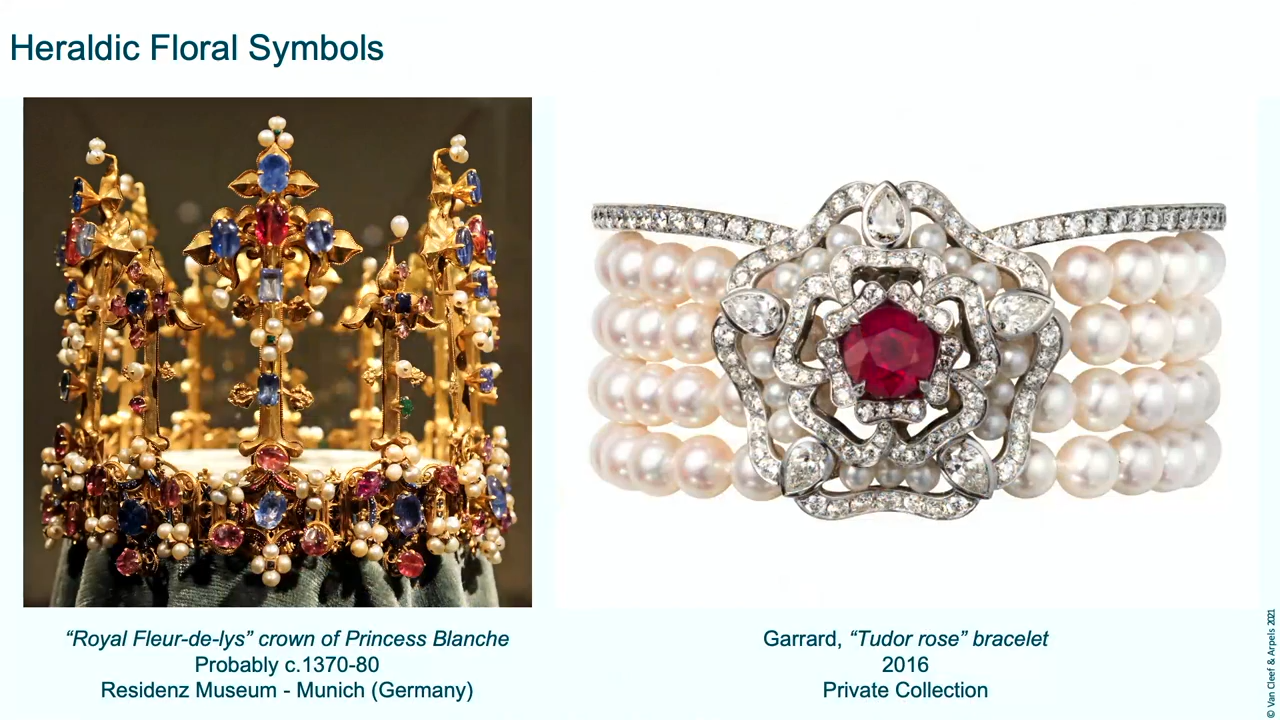 Heraldic Floral Symbols
“Royal Fleur-de-lys” crown of Princess Blanche
Probably c.1370-80
Residenz Museum - Munich (Germany)
Garrard, “Tudor rose” bracelet
2016
Private Collection
© Van Cleef & Arpels 2021